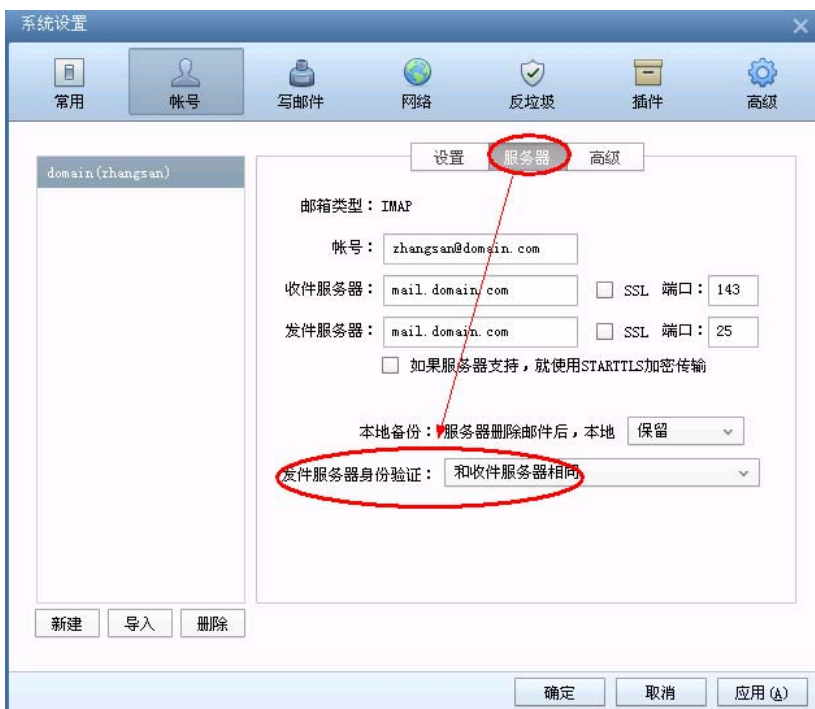 系统设置
常用 帐号 写邮件 网络 反垃圾 插件 高级
设置 服务器 高级
domain(zhangsan)
邮箱类型：IMAP
帐号：zhangsan@domain.com
收件服务器：mail.domain.com SSL 端口：143
发件服务器：mail.domain.com SSL 端口：25
如果服务器支持，就使用STARTTLS加密传输
本地备份：服务器删除邮件后，本地 保留
发件服务器身份验证：和收件服务器相同
新建 导入 删除
确定 取消 应用(A)